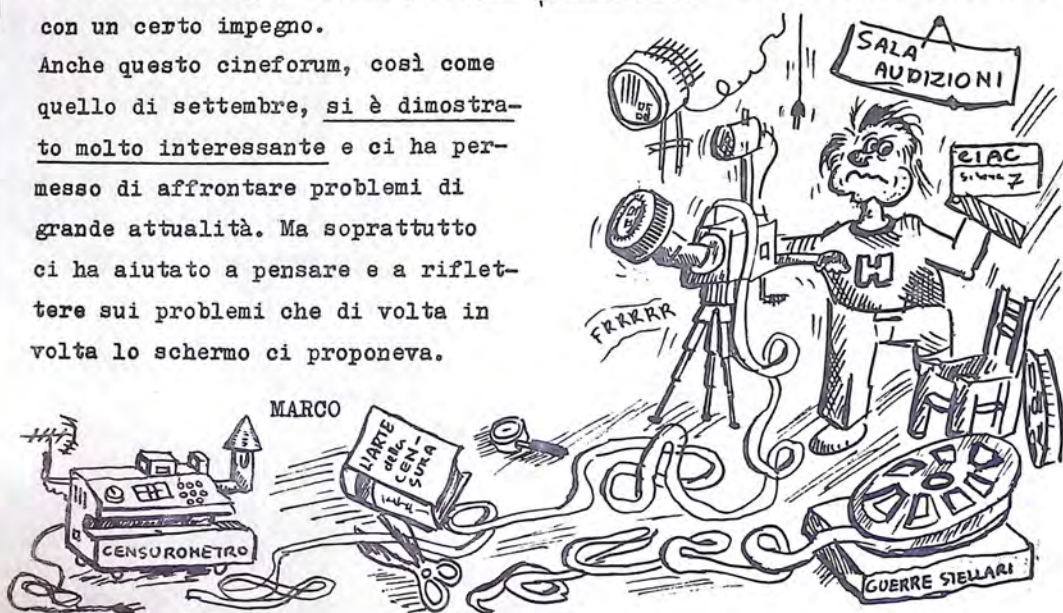 con un certo impegno.
Anche questo cineforum, così come
quello di settembre, si è dimostra-
to molto interessante e ci ha per-
messo di affrontare problemi di
grande attualità. Ma soprattutto
ci ha aiutato a pensare e a riflet-
tere sui problemi che di volta in
volta lo schermo ci proponeva.
MARCO
SALA
AUDIZIONI
CIAC
7
H
FRRRRR
L'ARTE
della
CEN-
SURA
CENSUROMETRO
GUERRE STELLARI